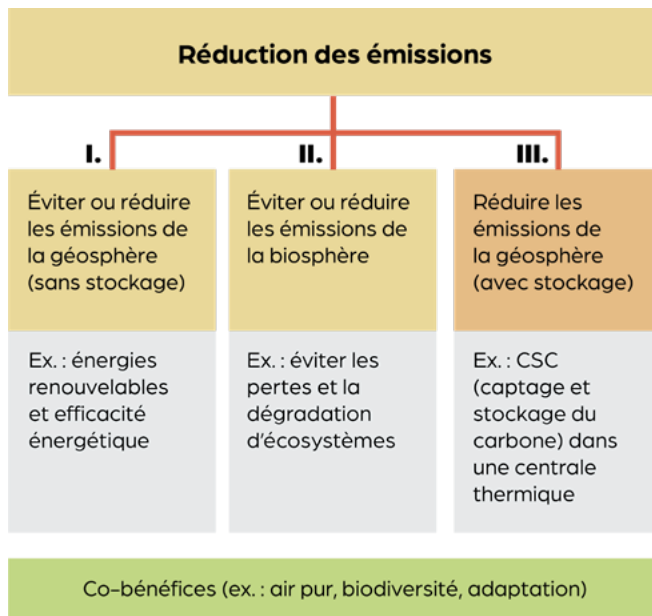 Réduction des émissions
I.
Éviter ou réduire
les émissions de
la géosphère
(sans stockage)
Ex. : énergies
renouvelables
et efficacité
énergétique
II.
Éviter ou réduire
les émissions de
la biosphère
Ex. : éviter les
pertes et la
dégradation
d'écosystèmes
III.
Réduire les
émissions de
la géosphère
(avec stockage)
Ex. : CSC
(captage et
stockage du
carbone) dans
une centrale
thermique
Co-bénéfices (ex. : air pur, biodiversité, adaptation)